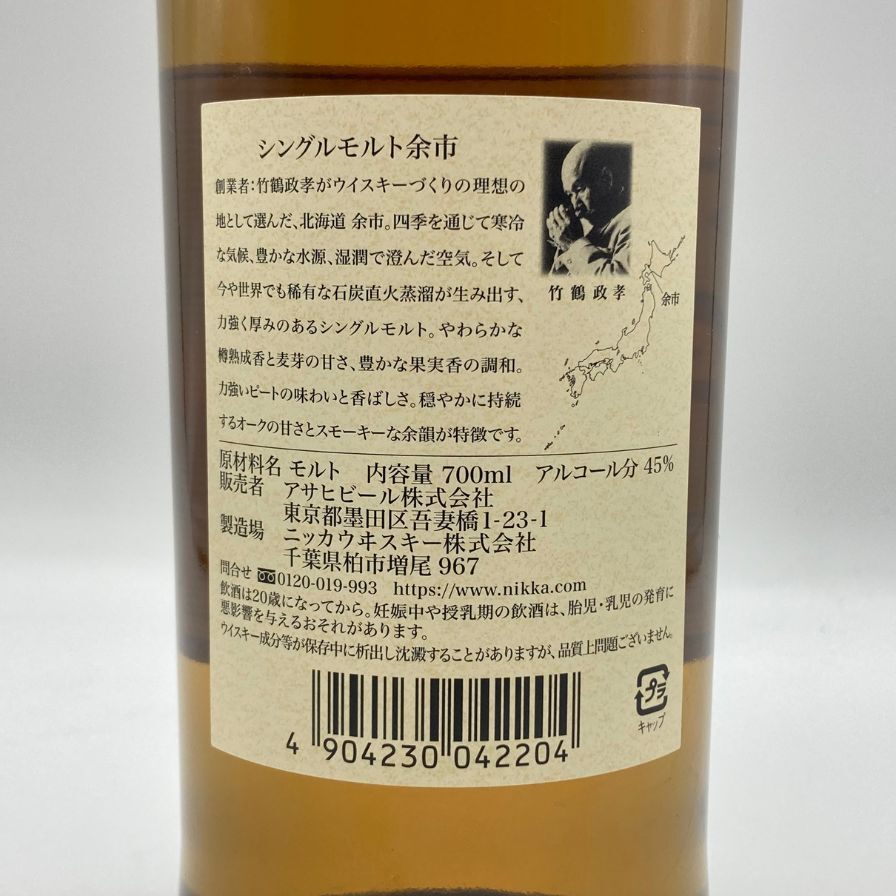 シングルモルト余市
創業者:竹鶴政孝がウイスキーづくりの理想の
地として選んだ、北海道 余市。四季を通じて寒冷
な気候、豊かな水源、湿潤で澄んだ空気。そして
今や世界でも稀有な石炭直火蒸溜が生み出す、
力強く厚みのあるシングルモルト。やわらかな
樽熟成香と麦芽の甘さ、豊かな果実香の調和。
力強いピートの味わいと香ばしさ。穏やかに持続
するオークの甘さとスモーキーな余韻が特徴です。
竹鶴政孝
余市
原材料名 モルト 内容量 700ml アルコール分 45%
販売者 アサヒビール株式会社
東京都墨田区吾妻橋1-23-1
製造場 ニッカウヰスキー株式会社
千葉県柏市増尾 967
問合せ 0120-019-993 https://www.nikka.com
飲酒は20歳になってから。妊娠中や授乳期の飲酒は、胎児・乳児の発育に
悪影響を与えるおそれがあります。
ウイスキー成分等が保存中に析出し沈澱することがありますが、品質上問題ございません。
プラ
キャップ
4 904230 042204